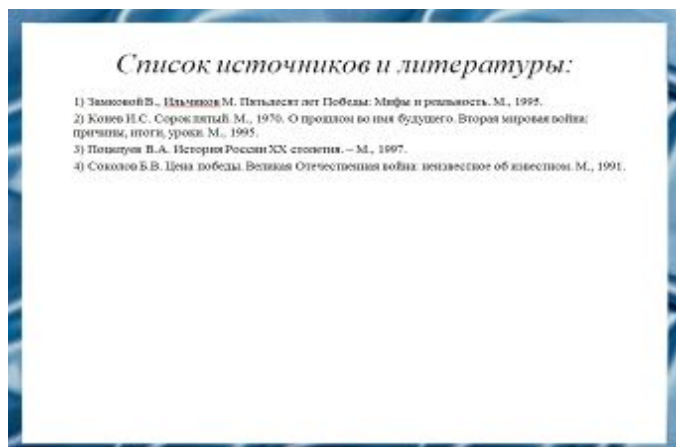 Список источников и литературы:
1) Замковой В., Ильчиков М. Пятьдесят лет Победы: Мифы и реальность. М., 1995.
2) Конев И.С. Сорок пятый. М., 1970. О прошлом во имя будущего. Вторая мировая война:
причины, итоги, уроки. М., 1995.
3) Поцелуев В.А. История России XX столетия. – М., 1997.
4) Соколов Б.В. Цена победы. Великая Отечественная война: неизвестное об известном. М., 1991.